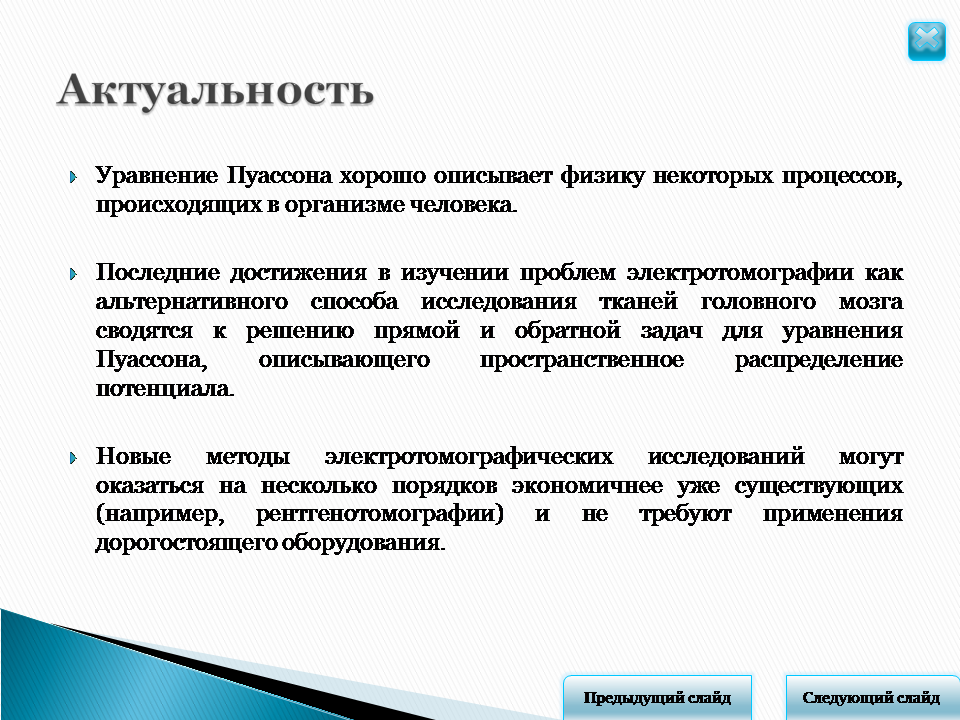 Актуальность
Уравнение Пуассона хорошо описывает физику некоторых процессов,
происходящих в организме человека.
Последние достижения в изучении проблем электротомографии как
альтернативного способа исследования тканей головного мозга
сводятся к решению прямой и обратной задач для уравнения
Пуассона, описывающего пространственное распределение
потенциала.
Новые методы электротомографических исследований могут
оказаться на несколько порядков экономичнее уже существующих
(например, рентгенотомографии) и не требуют применения
дорогостоящего оборудования.
Предыдущий слайд
Следующий слайд